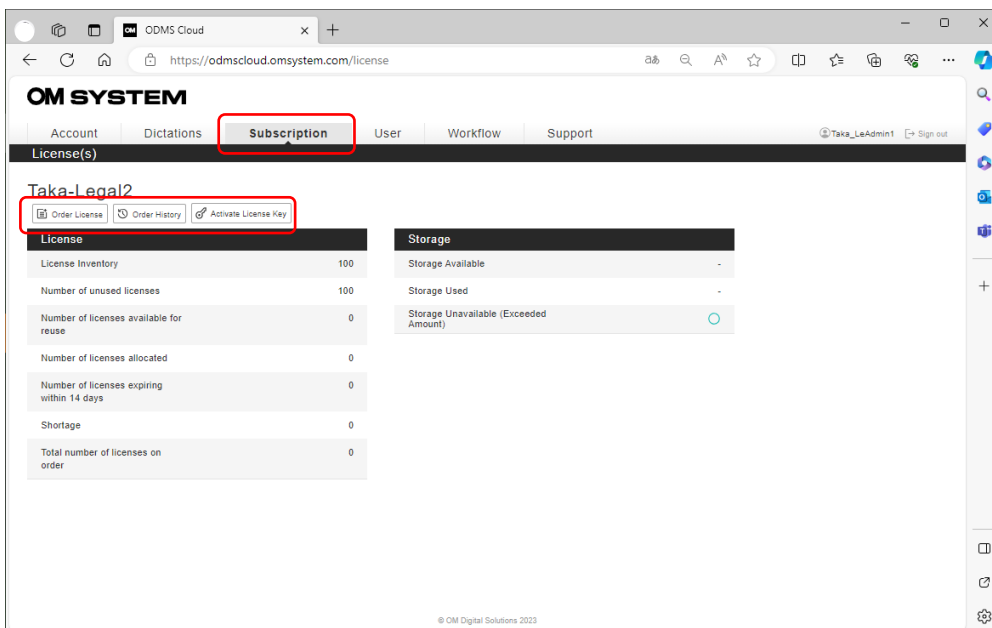 OM ODMS Cloud
https://odmscloud.omsystem.com/license
OM SYSTEM
Account Dictations Subscription User Workflow Support Taka_LeAdmin1 Sign out
License(s)
Taka-Legal2
Order License Order History Activate License Key
License
License Inventory 100
Number of unused licenses 100
Number of licenses available for
reuse 0
Number of licenses allocated 0
Number of licenses expiring
within 14 days 0
Shortage 0
Total number of licenses on
order 0
Storage
Storage Available -
Storage Used -
Storage Unavailable (Exceeded
Amount)
© OM Digital Solutions 2023